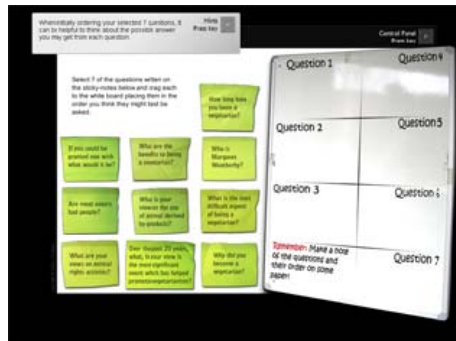 When initially ordering your selected 7 questions, it
can be helpful to think about the possible answer
you may get from each question.
Hints
Press key
Control Panel
Press key
Select 7 of the questions written on
the sticky-notes below and drag each
to the white board placing them in the
order you think they might best be
asked.
How long have
you been a
vegetarian?
If you could be
granted one wish
what would it be?
What are the
benefits to being
a vegetarian?
Who is
Margaret
Weatherby?
Are meat eaters
bad people?
What is your
view on the use
of animal derived
by-products?
What is the most
difficult aspect
of being a
vegetarian?
What are your
views on animal
rights activists?
Over the past 20 years,
what, in your view is
the most significant
event which has helped
promote vegetarianism?
Why did you
become a
vegetarian?
Question 1
Question 4
Question 2
Question 5
Question 3
Question 6
Remember: Make a note
of the questions and
their order on some
paper!
Question 7